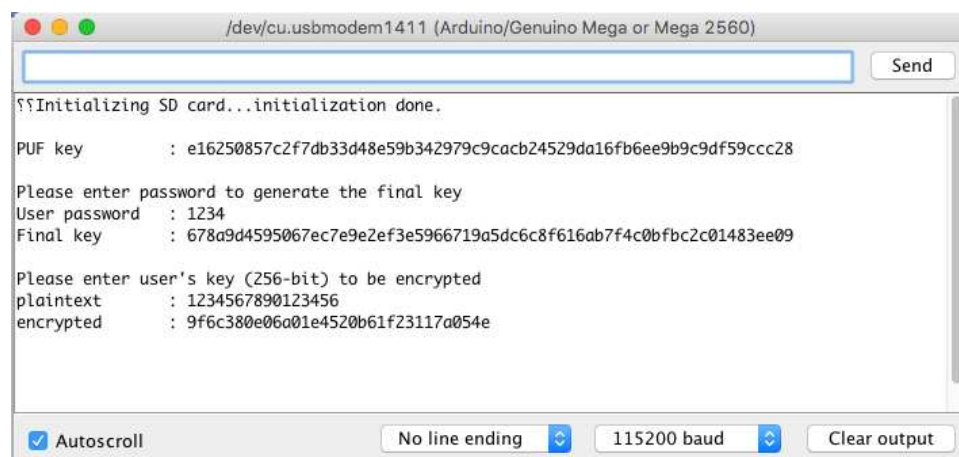 /dev/cu.usbmodem1411 (Arduino/Genuino Mega or Mega 2560)
Send
⸮⸮Initializing SD card...initialization done.
PUF key : e16250857c2f7db33d48e59b342979c9cacb24529da16fb6ee9b9c9df59ccc28
Please enter password to generate the final key
User password : 1234
Final key : 678a9d4595067ec7e9e2ef3e5966719a5dc6c8f616ab7f4c0bfbc2c01483ee09
Please enter user's key (256-bit) to be encrypted
plaintext : 1234567890123456
encrypted : 9f6c380e06a01e4520b61f23117a054e
Autoscroll
No line ending
115200 baud
Clear output